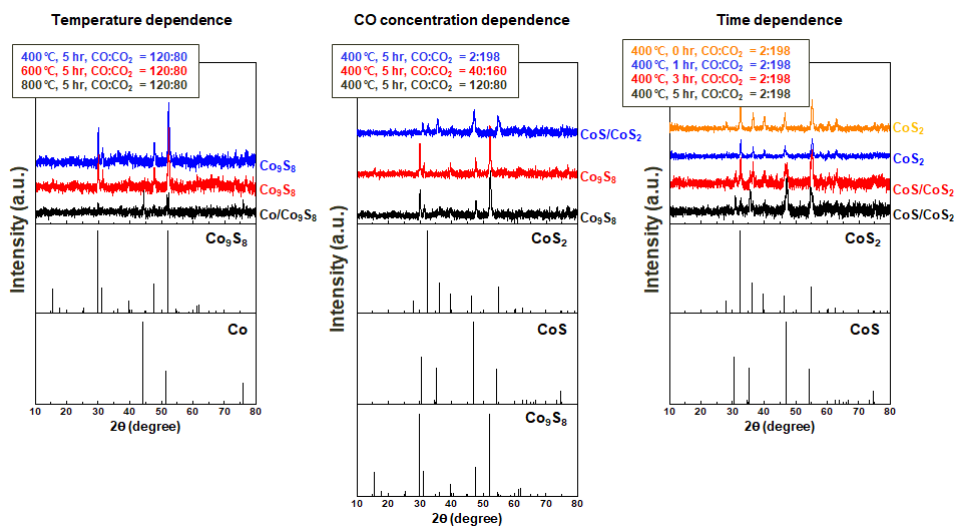 Temperature dependence
400℃, 5 hr, CO:CO₂ = 120:80
600℃, 5 hr, CO:CO₂ = 120:80
800℃, 5 hr, CO:CO₂ = 120:80
Co₉S₈
Co₉S₈
Co/Co₉S₈
Co₉S₈
Co
Intensity (a.u.)
10 20 30 40 50 60 70 80
2θ (degree)
CO concentration dependence
400℃, 5 hr, CO:CO₂ = 2:198
400℃, 5 hr, CO:CO₂ = 40:160
400℃, 5 hr, CO:CO₂ = 120:80
CoS/CoS₂
Co₉S₈
Co₉S₈
CoS₂
CoS
Co₉S₈
Intensity (a.u.)
10 20 30 40 50 60 70 80
2θ (degree)
Time dependence
400℃, 0 hr, CO:CO₂ = 2:198
400℃, 1 hr, CO:CO₂ = 2:198
400℃, 3 hr, CO:CO₂ = 2:198
400℃, 5 hr, CO:CO₂ = 2:198
CoS₂
CoS₂
CoS/CoS₂
CoS/CoS₂
CoS₂
CoS
Intensity (a.u.)
10 20 30 40 50 60 70 80
2θ (degree)